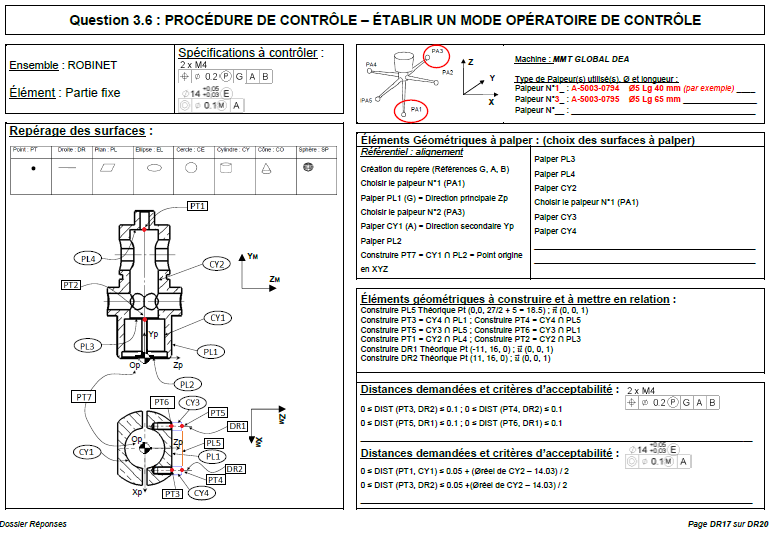 Question 3.6 : PROCÉDURE DE CONTRÔLE – ÉTABLIR UN MODE OPÉRATOIRE DE CONTRÔLE
Ensemble : ROBINET
Élément : Partie fixe
Spécifications à contrôler :
2 x M4
⌖ ø 0.2 Ⓟ G A B
ø14 +0.05 +0.03 Ⓔ
◎ ø 0.1 Ⓜ A
PA3
PA4
PA2
PA5
PA1
Z
Y
X
Machine : MMT GLOBAL DEA
Type de Palpeur(s) utilisé(s), Ø et longueur :
Palpeur N°1_ : A-5003-0794 Ø5 Lg 40 mm (par exemple) ____
Palpeur N°3_ : A-5003-0795 Ø5 Lg 65 mm
Palpeur N°__ :
Repérage des surfaces :
Point : PT
Droite : DR
Plan : PL
Ellipse : EL
Cercle : CE
Cylindre : CY
Cône : CO
Sphère : SP
PT1
PL4
CY2
PT2
YM
ZM
CY1
PL3
Yp
PL1
Op
Zp
PL2
PT7
PT6
CY3
PT5
DR1
ZM
XM
Op
Zp
PL5
CY1
PL1
DR2
Xp
PT4
PT3
CY4
Éléments Géométriques à palper : (choix des surfaces à palper)
Référentiel : alignement
Création du repère (Références G, A, B)
Choisir le palpeur N°1 (PA1)
Palper PL1 (G) = Direction principale Zp
Choisir le palpeur N°2 (PA3)
Palper CY1 (A) = Direction secondaire Yp
Palper PL2
Construire PT7 = CY1 ∩ PL2 = Point origine
en XYZ
Palper PL3
Palper PL4
Palper CY2
Choisir le palpeur N°1 (PA1)
Palper CY3
Palper CY4
Éléments géométriques à construire et à mettre en relation :
Construire PL5 Théorique Pt (0,0, 27/2 + 5 = 18.5) ; n⃗ (0, 0, 1)
Construire PT3 = CY4 ∩ PL1 ; Construire PT4 = CY4 ∩ PL5
Construire PT5 = CY3 ∩ PL5 ; Construire PT6 = CY3 ∩ PL1
Construire PT1 = CY2 ∩ PL4 ; Construire PT2 = CY2 ∩ PL3
Construire DR1 Théorique Pt (-11, 16, 0) ; u⃗ (0, 0, 1)
Construire DR2 Théorique Pt (11, 16, 0) ; u⃗ (0, 0, 1)
Distances demandées et critères d'acceptabilité :
2 x M4
⌖ ø 0.2 Ⓟ G A B
0 ≤ DIST (PT3, DR2) ≤ 0.1 ; 0 ≤ DIST (PT4, DR2) ≤ 0.1
0 ≤ DIST (PT5, DR1) ≤ 0.1 ; 0 ≤ DIST (PT6, DR1) ≤ 0.1
Distances demandées et critères d'acceptabilité :
ø14 +0.05 +0.03 Ⓔ
◎ ø 0.1 Ⓜ A
0 ≤ DIST (PT1, CY1) ≤ 0.05 + (Øréel de CY2 – 14.03) / 2
0 ≤ DIST (PT3, DR2) ≤ 0.05 +(Øréel de CY2 – 14.03) / 2
Dossier Réponses
Page DR17 sur DR20